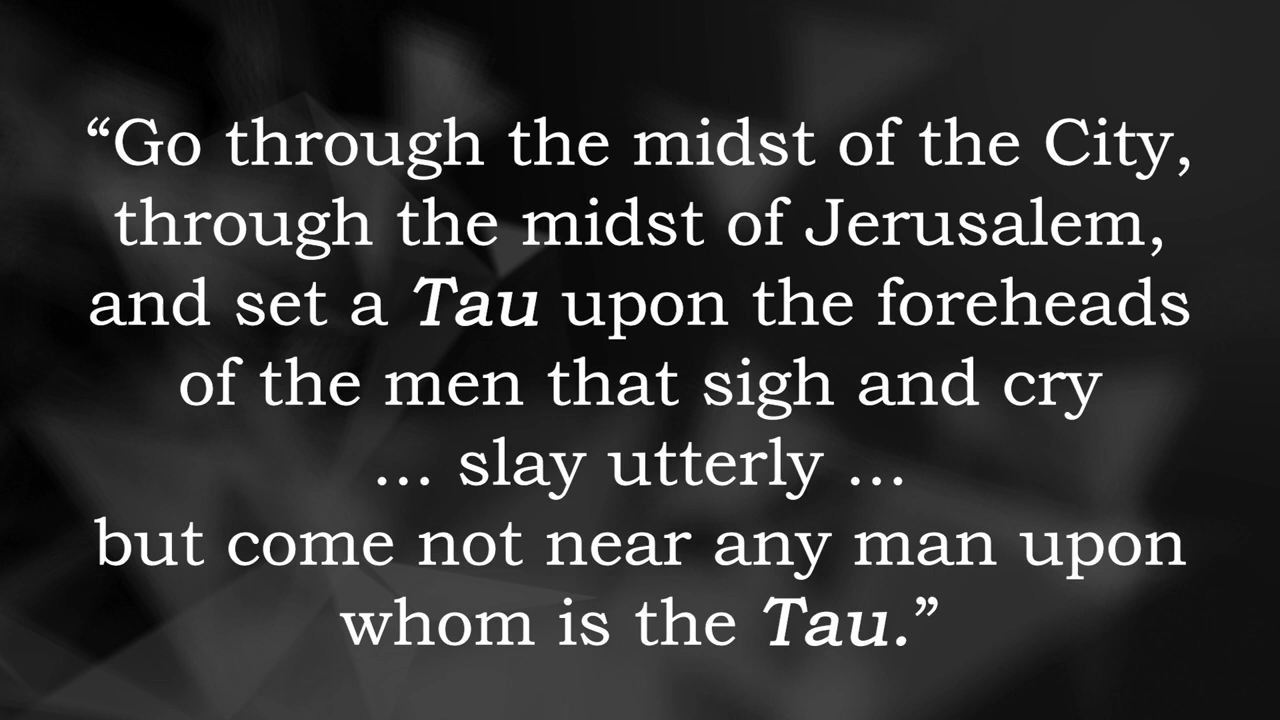 “Go through the midst of the City,
through the midst of Jerusalem,
and set a Tau upon the foreheads
of the men that sigh and cry
... slay utterly ...
but come not near any man upon
whom is the Tau.”